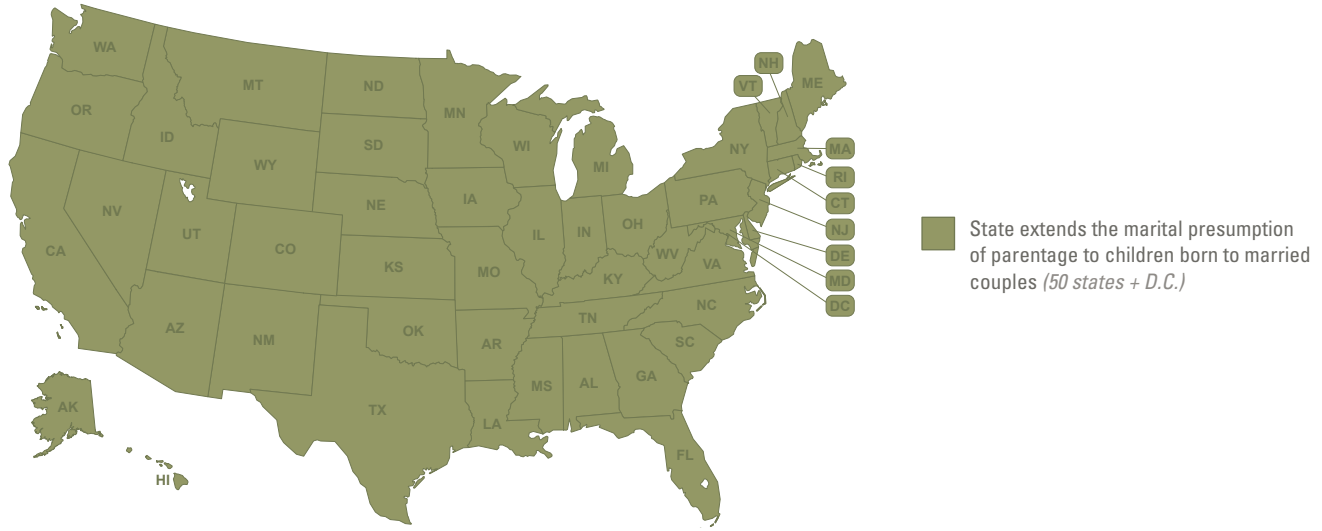 WA
MT
ND
MN
OR
ID
WY
SD
WI
MI
NY
VT
NH
ME
MA
RI
CT
NJ
DE
MD
DC
NV
UT
CO
NE
IA
IL
IN
OH
PA
CA
KS
MO
KY
WV
VA
AZ
NM
OK
AR
TN
NC
SC
TX
LA
MS
AL
GA
FL
AK
HI
State extends the marital presumption
of parentage to children born to married
couples (50 states + D.C.)